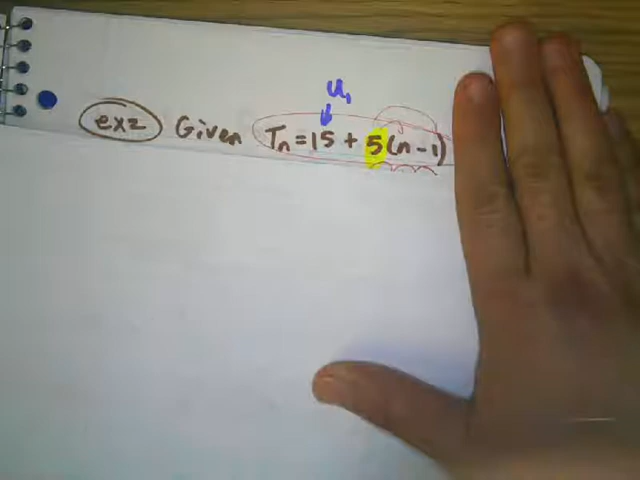 u₁
ex2 Given Tₙ = 15 + 5(n - 1)